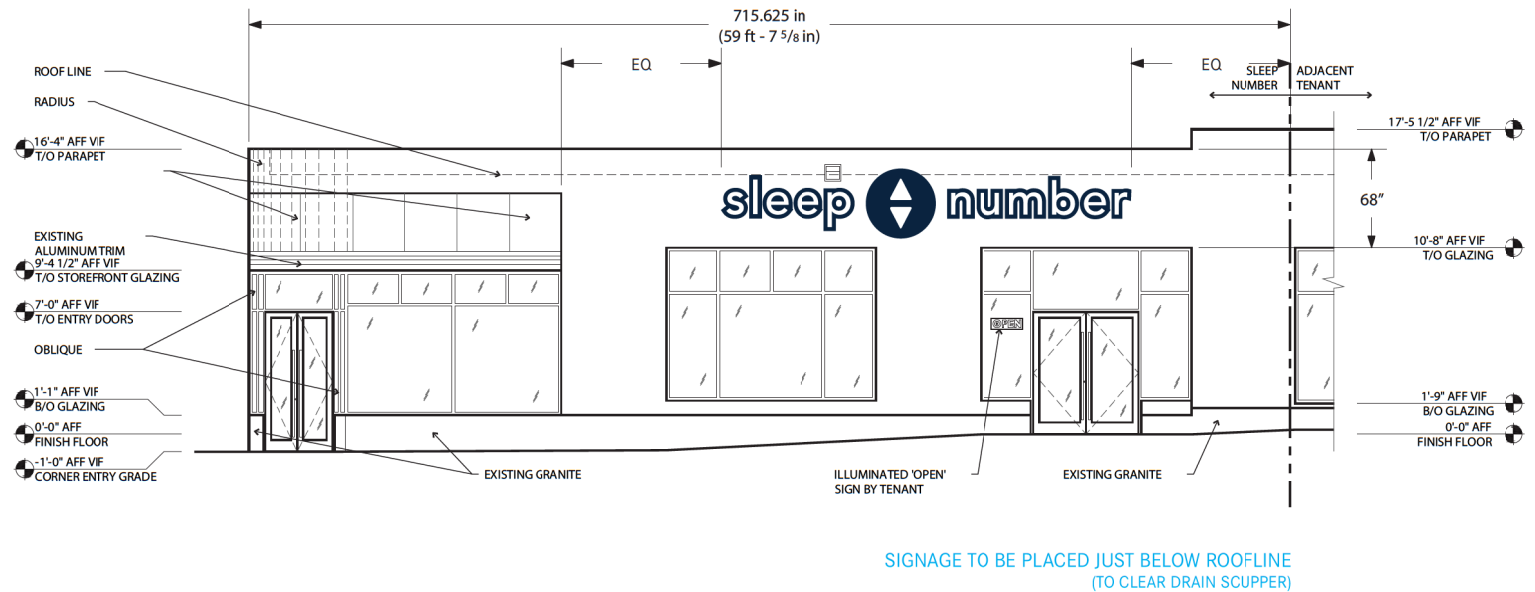 715.625 in
(59 ft - 7 5/8 in)
EQ
EQ
SLEEP
NUMBER
ADJACENT
TENANT
ROOF LINE
RADIUS
16'-4" AFF VIF
T/O PARAPET
17'-5 1/2" AFF VIF
T/O PARAPET
sleep number
68"
EXISTING
ALUMINUM TRIM
9'-4 1/2" AFF VIF
T/O STOREFRONT GLAZING
10'-8" AFF VIF
T/O GLAZING
7'-0" AFF VIF
T/O ENTRY DOORS
OPEN
OBLIQUE
1'-1" AFF VIF
B/O GLAZING
1'-9" AFF VIF
B/O GLAZING
0'-0" AFF
FINISH FLOOR
0'-0" AFF
FINISH FLOOR
-1'-0" AFF VIF
CORNER ENTRY GRADE
EXISTING GRANITE
ILLUMINATED 'OPEN'
SIGN BY TENANT
EXISTING GRANITE
SIGNAGE TO BE PLACED JUST BELOW ROOFLINE
(TO CLEAR DRAIN SCUPPER)